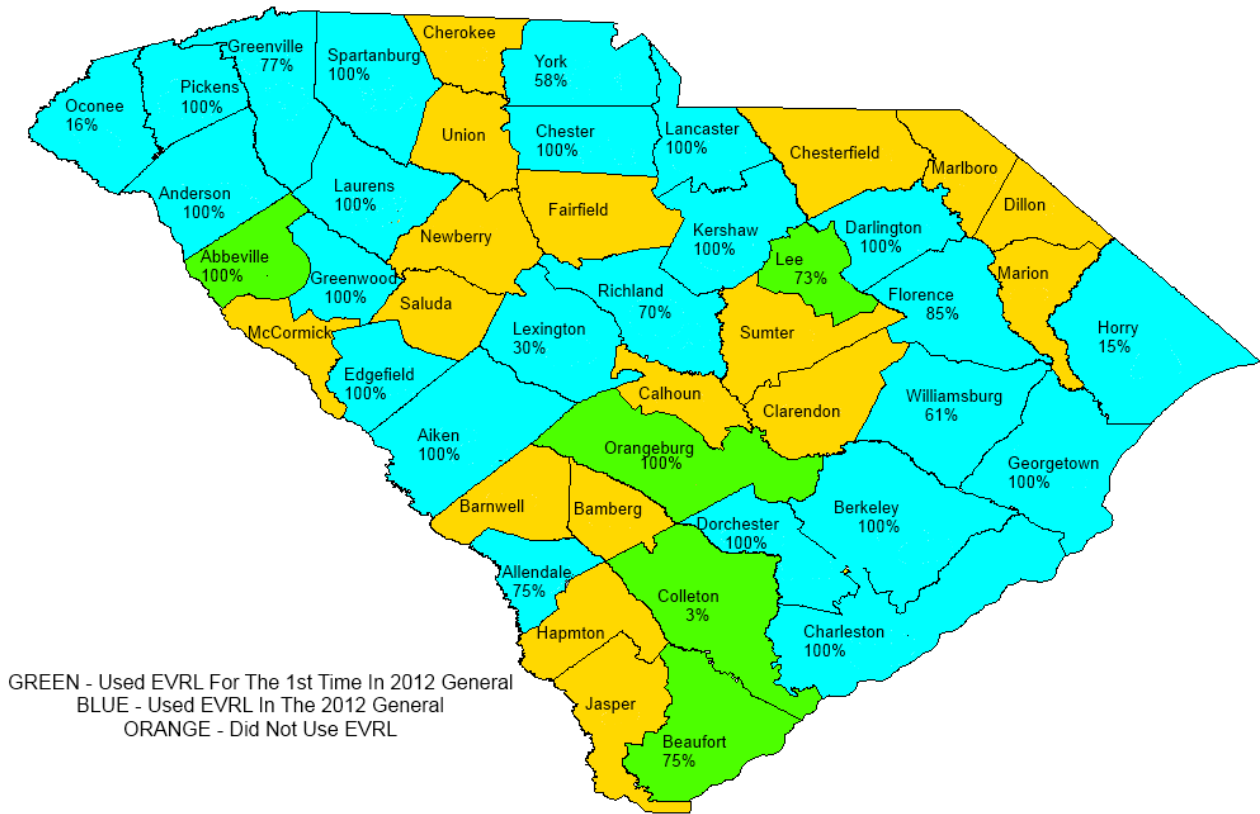 Cherokee
Greenville
77%
Spartanburg
100%
York
58%
Pickens
100%
Oconee
16%
Union
Chester
100%
Lancaster
100%
Chesterfield
Marlboro
Dillon
Anderson
100%
Laurens
100%
Fairfield
Newberry
Kershaw
100%
Darlington
100%
Abbeville
100%
Greenwood
100%
Saluda
Lee
73%
Marion
Richland
70%
Florence
85%
McCormick
Lexington
30%
Sumter
Horry
15%
Edgefield
100%
Calhoun
Clarendon
Williamsburg
61%
Aiken
100%
Orangeburg
100%
Georgetown
100%
Barnwell
Bamberg
Berkeley
100%
Dorchester
100%
Allendale
75%
Colleton
3%
Hapmton
Charleston
100%
GREEN - Used EVRL For The 1st Time In 2012 General
BLUE - Used EVRL In The 2012 General
ORANGE - Did Not Use EVRL
Jasper
Beaufort
75%